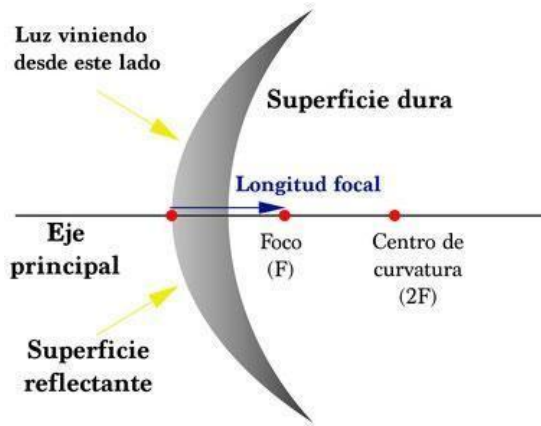 Luz viniendo
desde este lado
Superficie dura
Longitud focal
Eje
principal
Foco
(F)
Centro de
curvatura
(2F)
Superficie
reflectante